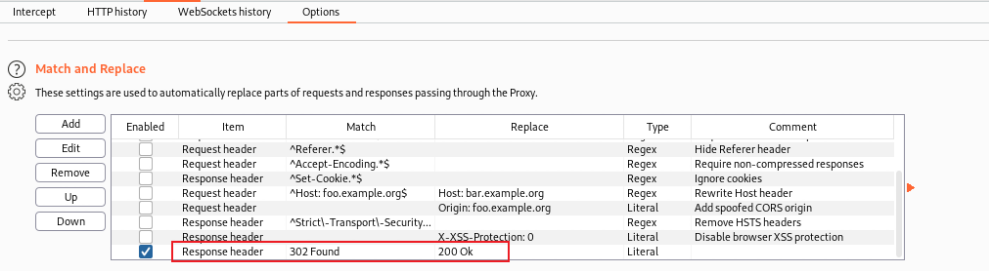 Intercept HTTP history WebSockets history Options
Match and Replace
These settings are used to automatically replace parts of requests and responses passing through the Proxy.
Add
Edit
Remove
Up
Down
Enabled Item Match Replace Type Comment
Request header ^Referer.*$ Regex Hide Referer header
Request header ^Accept-Encoding.*$ Regex Require non-compressed responses
Response header ^Set-Cookie.*$ Regex Ignore cookies
Request header ^Host: foo.example.org$ Host: bar.example.org Regex Rewrite Host header
Request header Origin: foo.example.org Literal Add spoofed CORS origin
Response header ^Strict\-Transport\-Security... Regex Remove HSTS headers
Response header X-XSS-Protection: 0 Literal Disable browser XSS protection
Response header 302 Found 200 Ok Literal